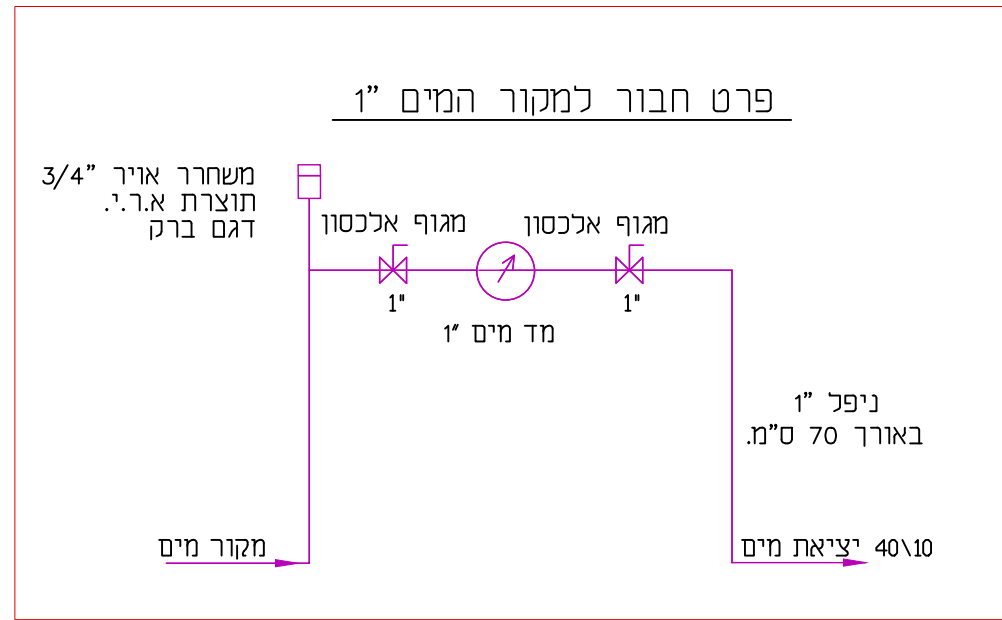 פרט חבור למקור המים "1
משחרר אויר "3/4
תוצרת א.ר.י.
דגם ברק
מגוף אלכסון
מגוף אלכסון
1"
1"
מד מים "1
ניפל "1
באורך 70 ס"מ.
מקור מים
יציאת מים 40\10